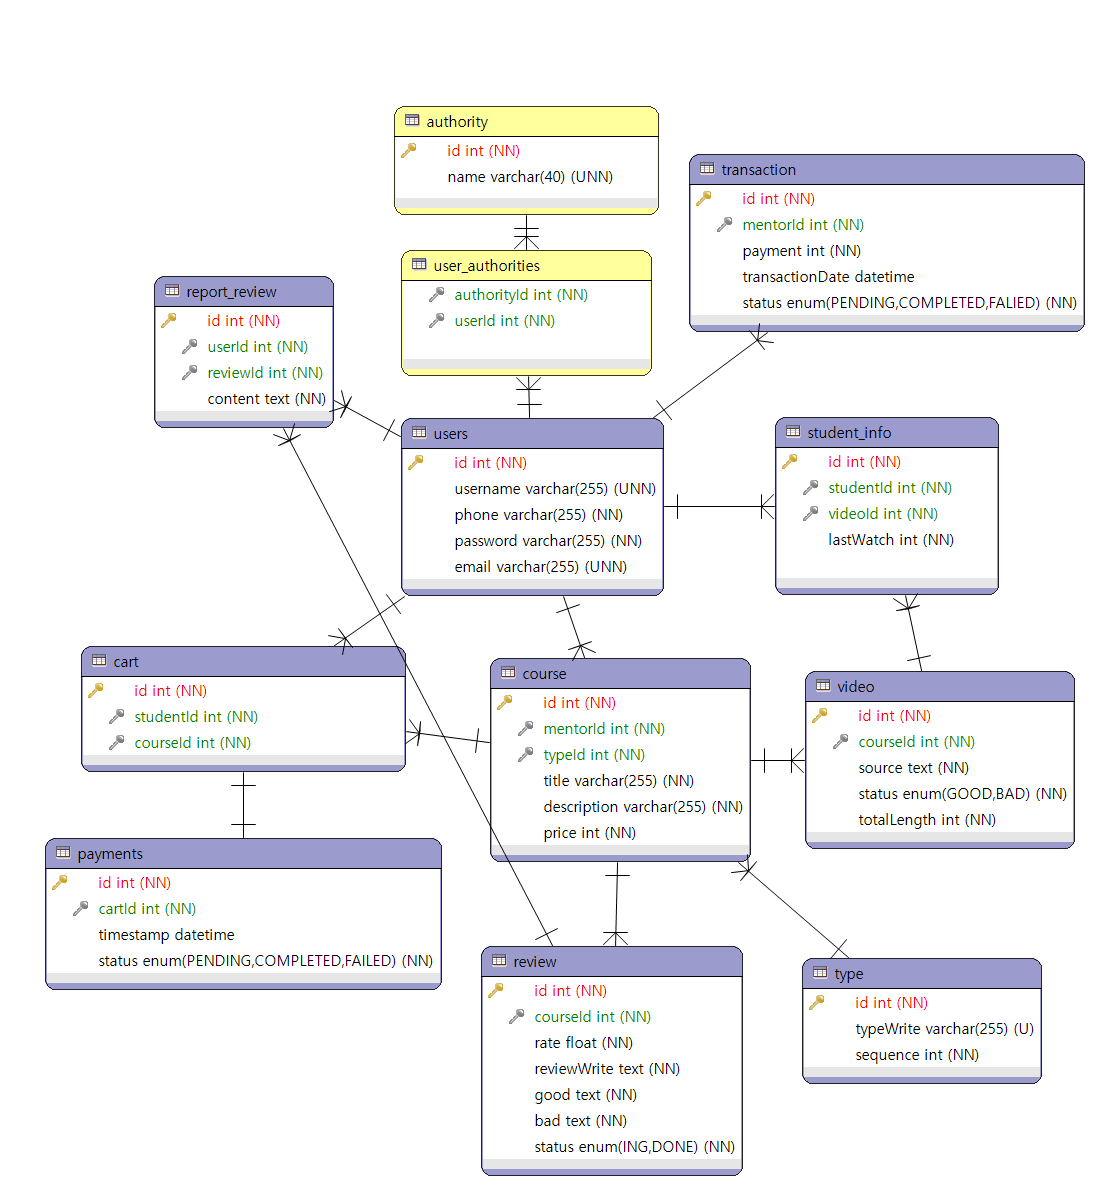 authority
id int (NN)
name varchar(40) (UNN)
transaction
id int (NN)
mentorId int (NN)
payment int (NN)
transactionDate datetime
status enum(PENDING,COMPLETED,FALIED) (NN)
user_authorities
authorityId int (NN)
userId int (NN)
report_review
id int (NN)
userId int (NN)
reviewId int (NN)
content text (NN)
users
id int (NN)
username varchar(255) (UNN)
phone varchar(255) (NN)
password varchar(255) (NN)
email varchar(255) (UNN)
student_info
id int (NN)
studentId int (NN)
videoId int (NN)
lastWatch int (NN)
cart
id int (NN)
studentId int (NN)
courseId int (NN)
course
id int (NN)
mentorId int (NN)
typeId int (NN)
title varchar(255) (NN)
description varchar(255) (NN)
price int (NN)
video
id int (NN)
courseId int (NN)
source text (NN)
status enum(GOOD,BAD) (NN)
totalLength int (NN)
payments
id int (NN)
cartId int (NN)
timestamp datetime
status enum(PENDING,COMPLETED,FAILED) (NN)
review
id int (NN)
courseId int (NN)
rate float (NN)
reviewWrite text (NN)
good text (NN)
bad text (NN)
status enum(ING,DONE) (NN)
type
id int (NN)
typeWrite varchar(255) (U)
sequence int (NN)